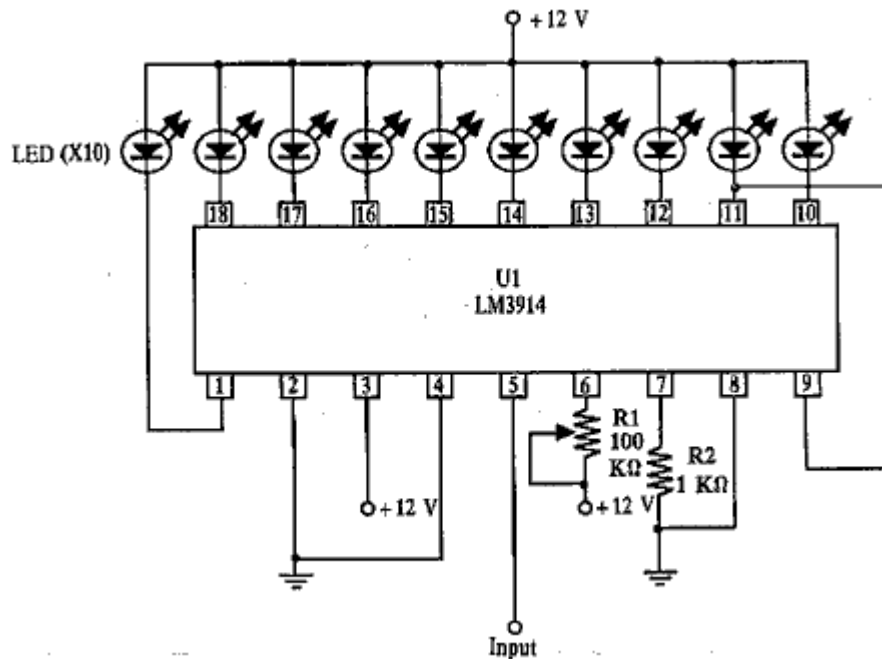 + 12 V
LED (X10)
18 17 16 15 14 13 12 11 10
U1
LM3914
1 2 3 4 5 6 7 8 9
R1
100
KΩ
R2
1 KΩ
+ 12 V
+ 12 V
Input